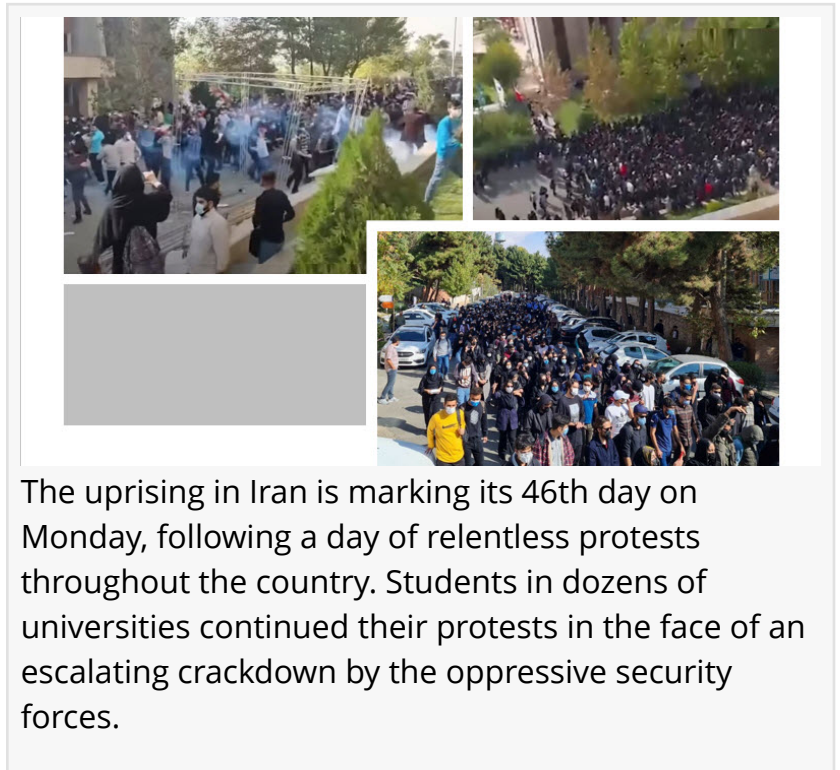 The uprising in Iran is marking its 46th day on
Monday, following a day of relentless protests
throughout the country. Students in dozens of
universities continued their protests in the face of an
escalating crackdown by the oppressive security
forces.